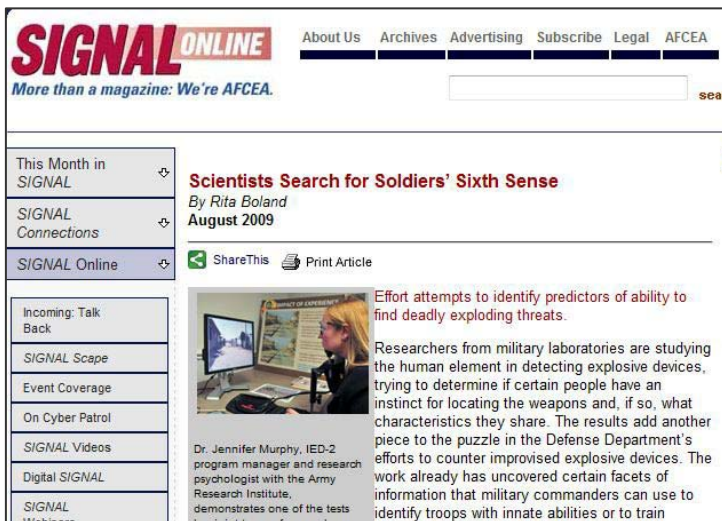 SIGNAL ONLINE
More than a magazine: We're AFCEA.
About Us Archives Advertising Subscribe Legal AFCEA
sea
This Month in
SIGNAL
SIGNAL
Connections
SIGNAL Online
Incoming: Talk
Back
SIGNAL Scape
Event Coverage
On Cyber Patrol
SIGNAL Videos
Digital SIGNAL
SIGNAL
Scientists Search for Soldiers' Sixth Sense
By Rita Boland
August 2009
ShareThis Print Article
IMPACT OF EXPERIENCE
Dr. Jennifer Murphy, IED-2
program manager and research
psychologist with the Army
Research Institute,
demonstrates one of the tests
Effort attempts to identify predictors of ability to
find deadly exploding threats.
Researchers from military laboratories are studying
the human element in detecting explosive devices,
trying to determine if certain people have an
instinct for locating the weapons and, if so, what
characteristics they share. The results add another
piece to the puzzle in the Defense Department's
efforts to counter improvised explosive devices. The
work already has uncovered certain facets of
information that military commanders can use to
identify troops with innate abilities or to train